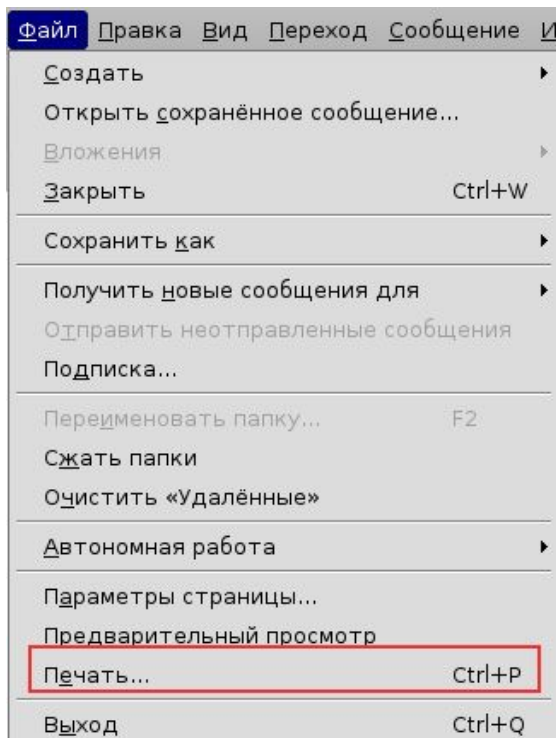 Файл Правка Вид Переход Сообщение И
Создать
Открыть сохранённое сообщение...
Вложения
Закрыть Ctrl+W
Сохранить как
Получить новые сообщения для
Отправить неотправленные сообщения
Подписка...
Переименовать папку... F2
Сжать папки
Очистить «Удалённые»
Автономная работа
Параметры страницы...
Предварительный просмотр
Печать... Ctrl+P
Выход Ctrl+Q